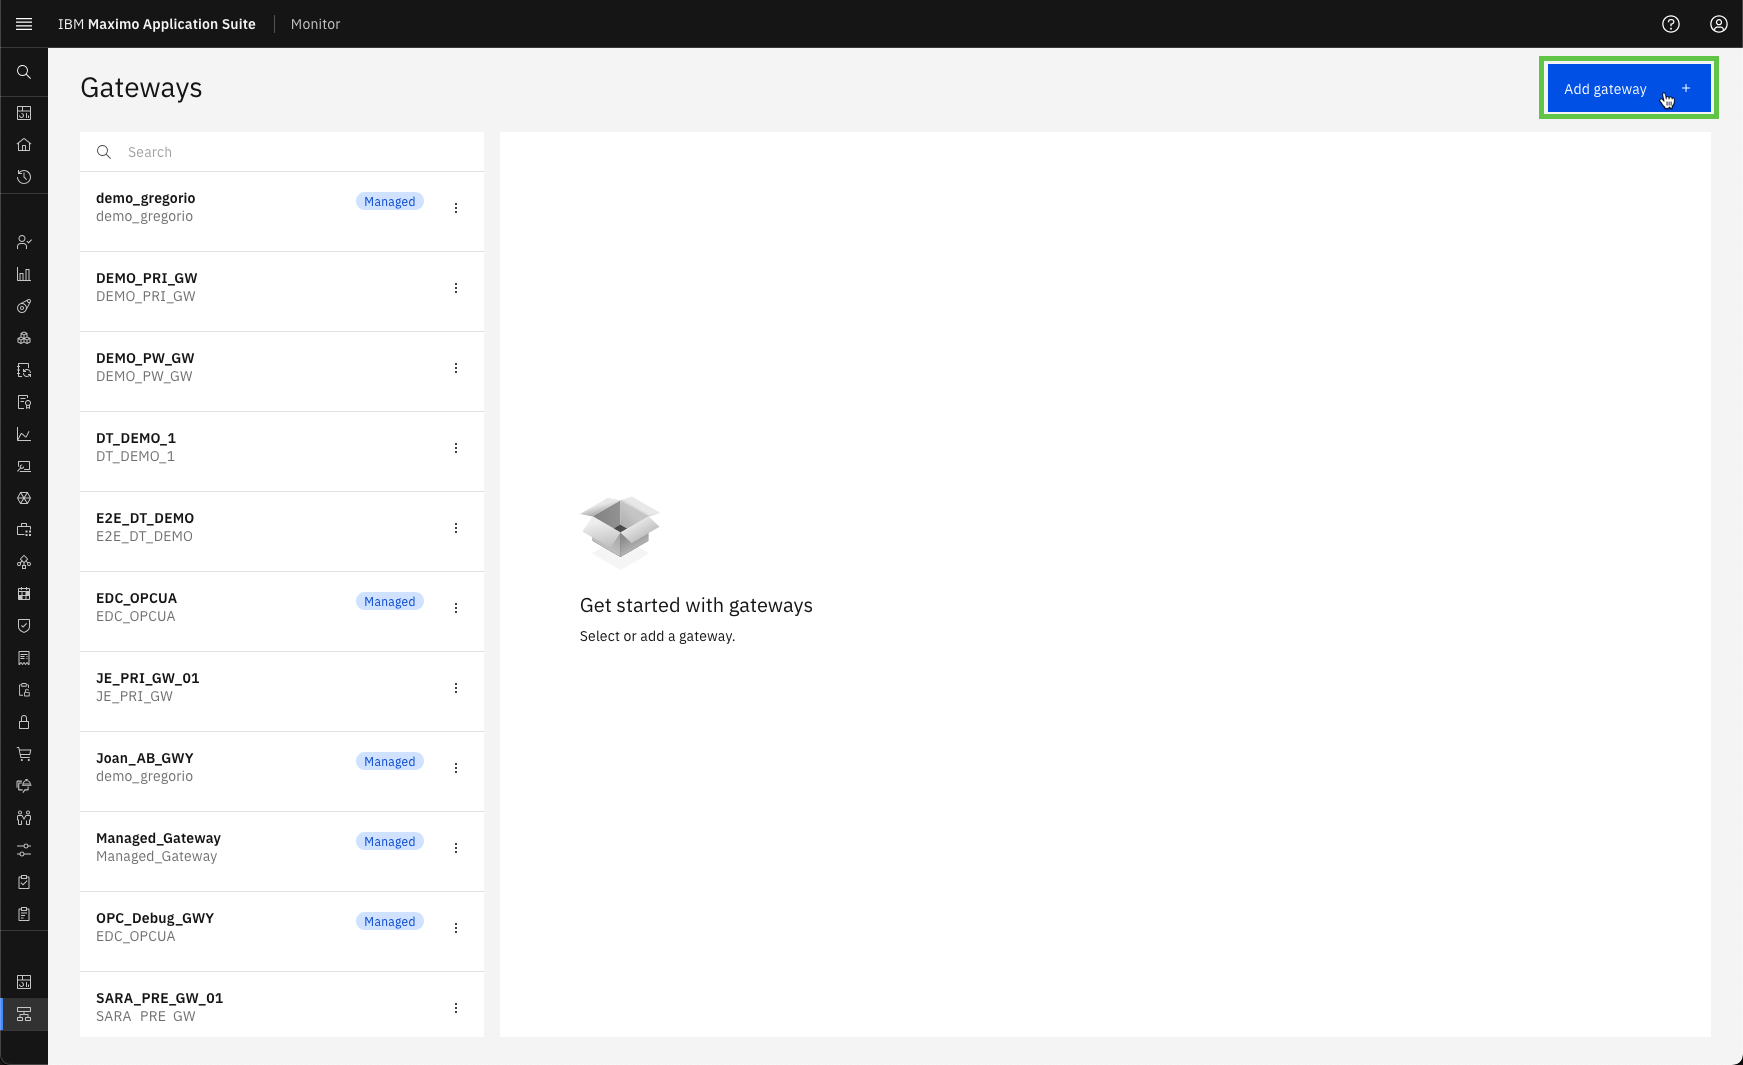 IBM Maximo Application Suite Monitor
Gateways
Add gateway +
Search
demo_gregorio Managed
demo_gregorio
DEMO_PRI_GW
DEMO_PRI_GW
DEMO_PW_GW
DEMO_PW_GW
DT_DEMO_1
DT_DEMO_1
E2E_DT_DEMO
E2E_DT_DEMO
EDC_OPCUA Managed
EDC_OPCUA
JE_PRI_GW_01
JE_PRI_GW
Joan_AB_GWY Managed
demo_gregorio
Managed_Gateway Managed
Managed_Gateway
OPC_Debug_GWY Managed
EDC_OPCUA
SARA_PRE_GW_01
SARA_PRE_GW
Get started with gateways
Select or add a gateway.